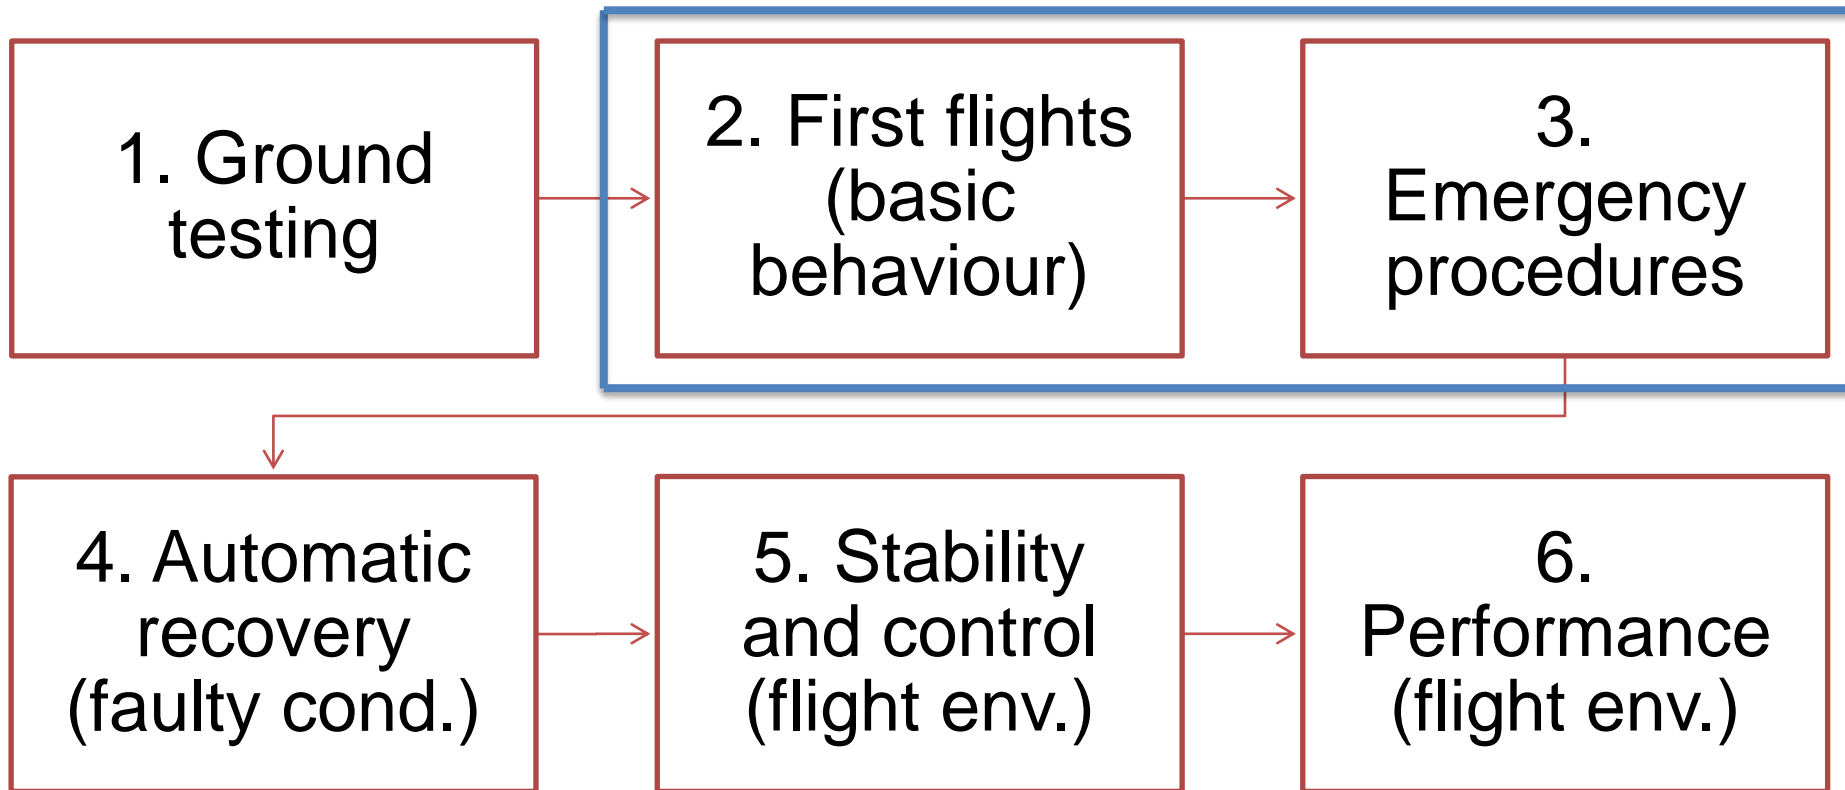 1. Ground
testing
2. First flights
(basic
behaviour)
3.
Emergency
procedures
4. Automatic
recovery
(faulty cond.)
5. Stability
and control
(flight env.)
6.
Performance
(flight env.)